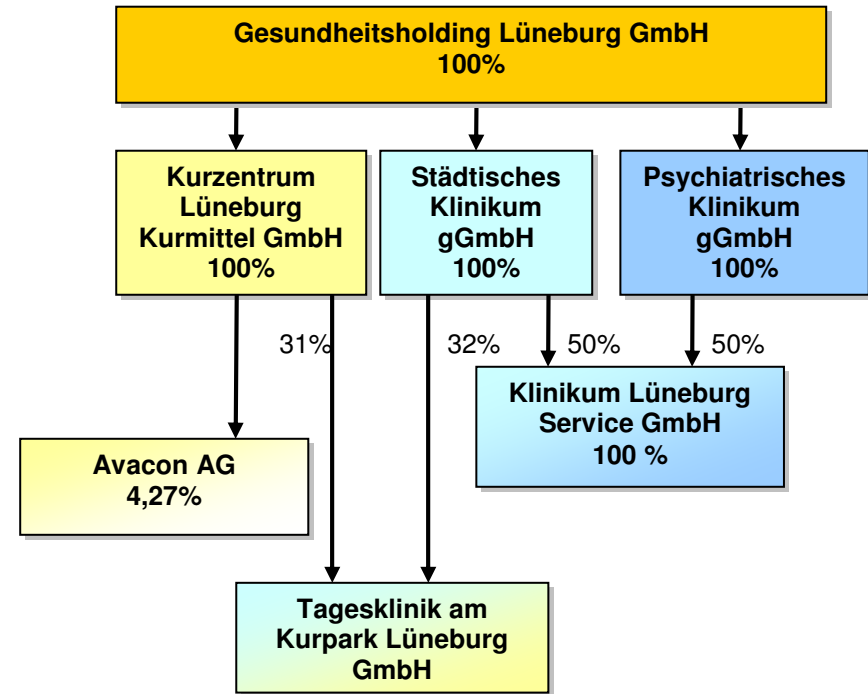 Gesundheitsholding Lüneburg GmbH
100%
Kurzentrum
Lüneburg
Kurmittel GmbH
100%
Städtisches
Klinikum
gGmbH
100%
Psychiatrisches
Klinikum
gGmbH
100%
31%
32%
50%
50%
Klinikum Lüneburg
Service GmbH
100 %
Avacon AG
4,27%
Tagesklinik am
Kurpark Lüneburg
GmbH